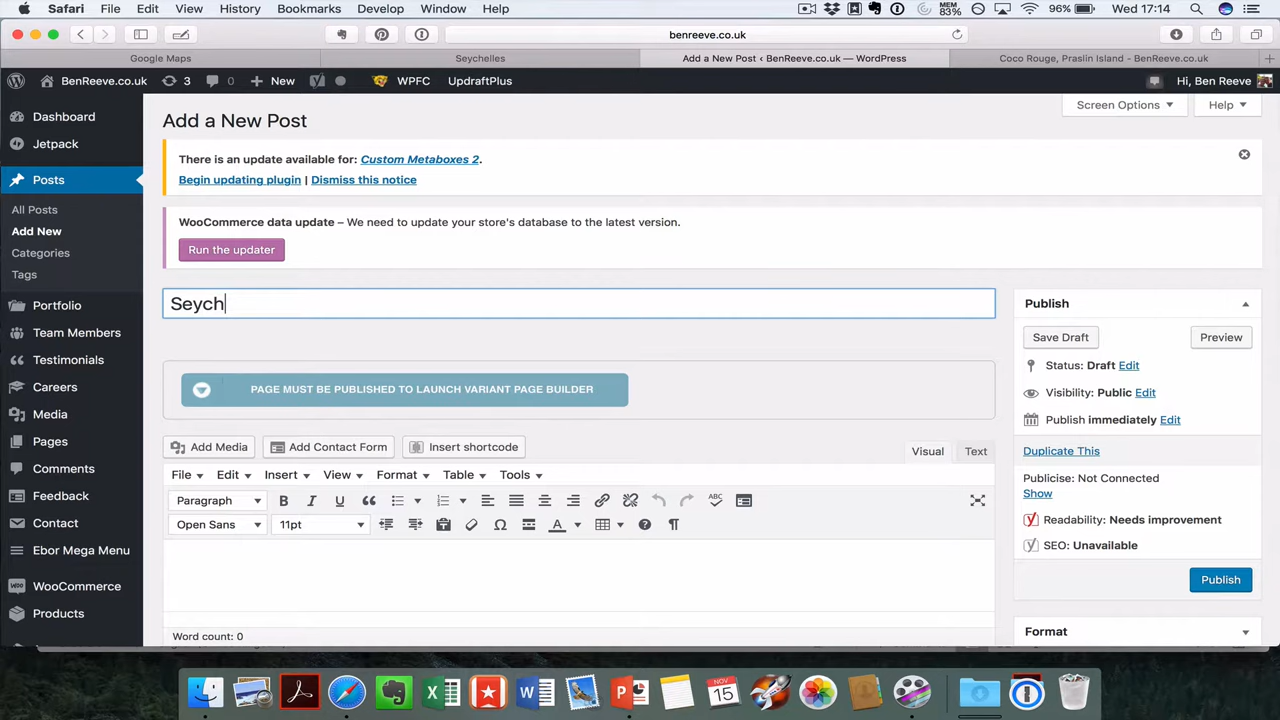 Safari File Edit View History Bookmarks Develop Window Help MEM 83% 96% Wed 17:14
benreeve.co.uk
Google Maps Seychelles Add a New Post ‹ BenReeve.co.uk — WordPress Coco Rouge, Praslin Island - BenReeve.co.uk
BenReeve.co.uk 3 0 New WPFC UpdraftPlus Hi, Ben Reeve
Dashboard
Jetpack
Posts
All Posts
Add New
Categories
Tags
Portfolio
Team Members
Testimonials
Careers
Media
Pages
Comments
Feedback
Contact
Ebor Mega Menu
WooCommerce
Products
Screen Options Help
Add a New Post
There is an update available for: Custom Metaboxes 2.
Begin updating plugin | Dismiss this notice
WooCommerce data update – We need to update your store's database to the latest version.
Run the updater
Seych
PAGE MUST BE PUBLISHED TO LAUNCH VARIANT PAGE BUILDER
Add Media Add Contact Form Insert shortcode Visual Text
File Edit Insert View Format Table Tools
Paragraph B I U ABC
Open Sans 11pt A
Word count: 0
Publish
Save Draft Preview
Status: Draft Edit
Visibility: Public Edit
Publish immediately Edit
Duplicate This
Publicise: Not Connected
Show
Readability: Needs improvement
SEO: Unavailable
Publish
Format
NOV 15